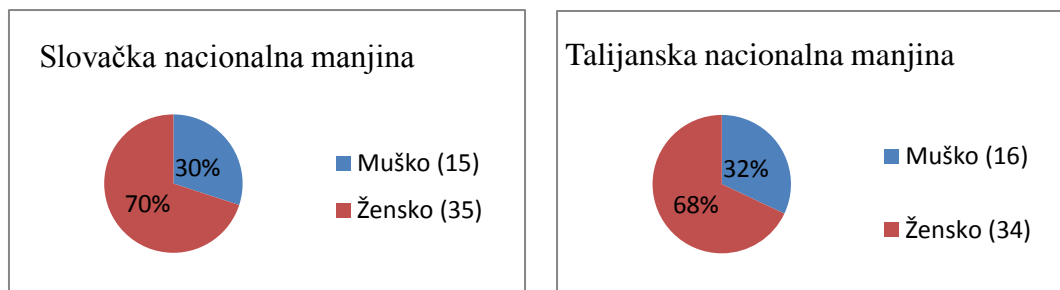 Slovačka nacionalna manjina
30%
70%
Muško (15)
Žensko (35)
Talijanska nacionalna manjina
32%
68%
Muško (16)
Žensko (34)